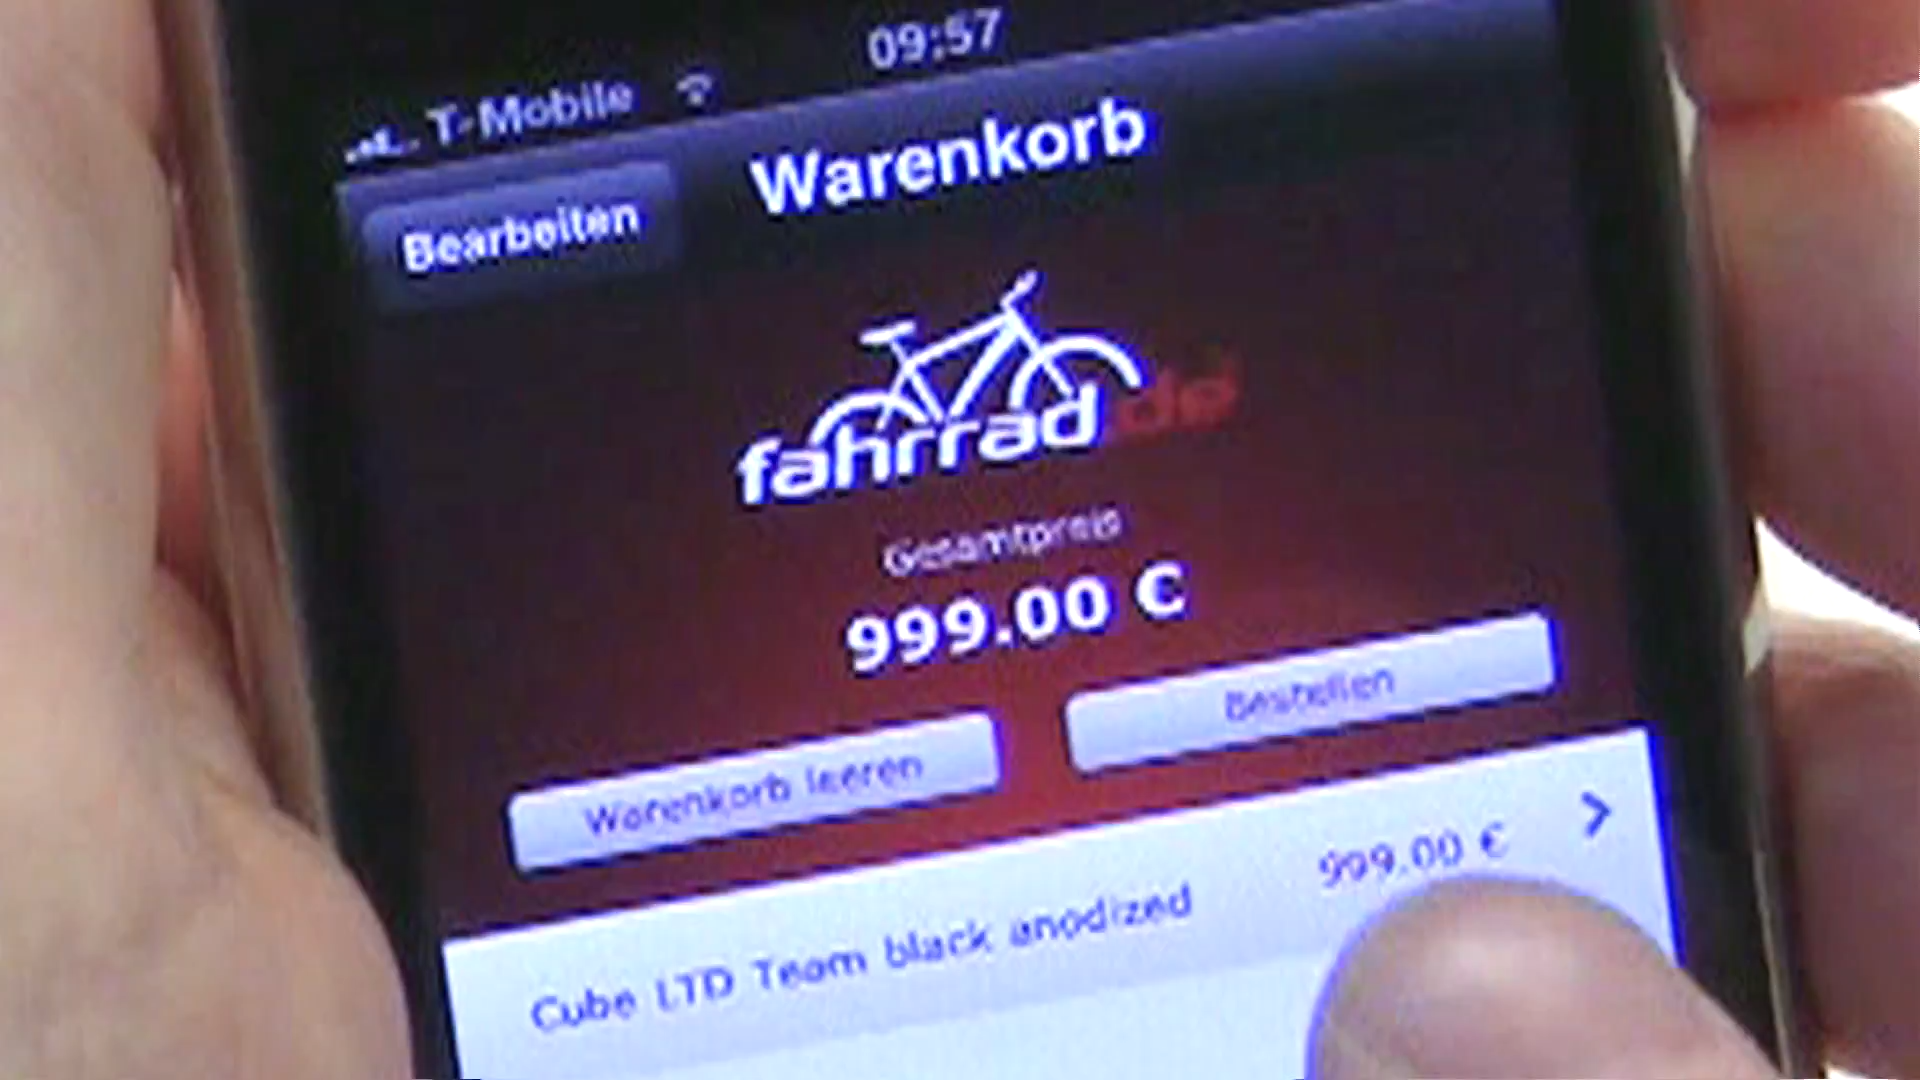 09:57
T-Mobile
Bearbeiten
Warenkorb
fahrrad.de
Gesamtpreis
999.00 €
Warenkorb leeren
Bestellen
Cube LTD Team black anodized
999.00 €